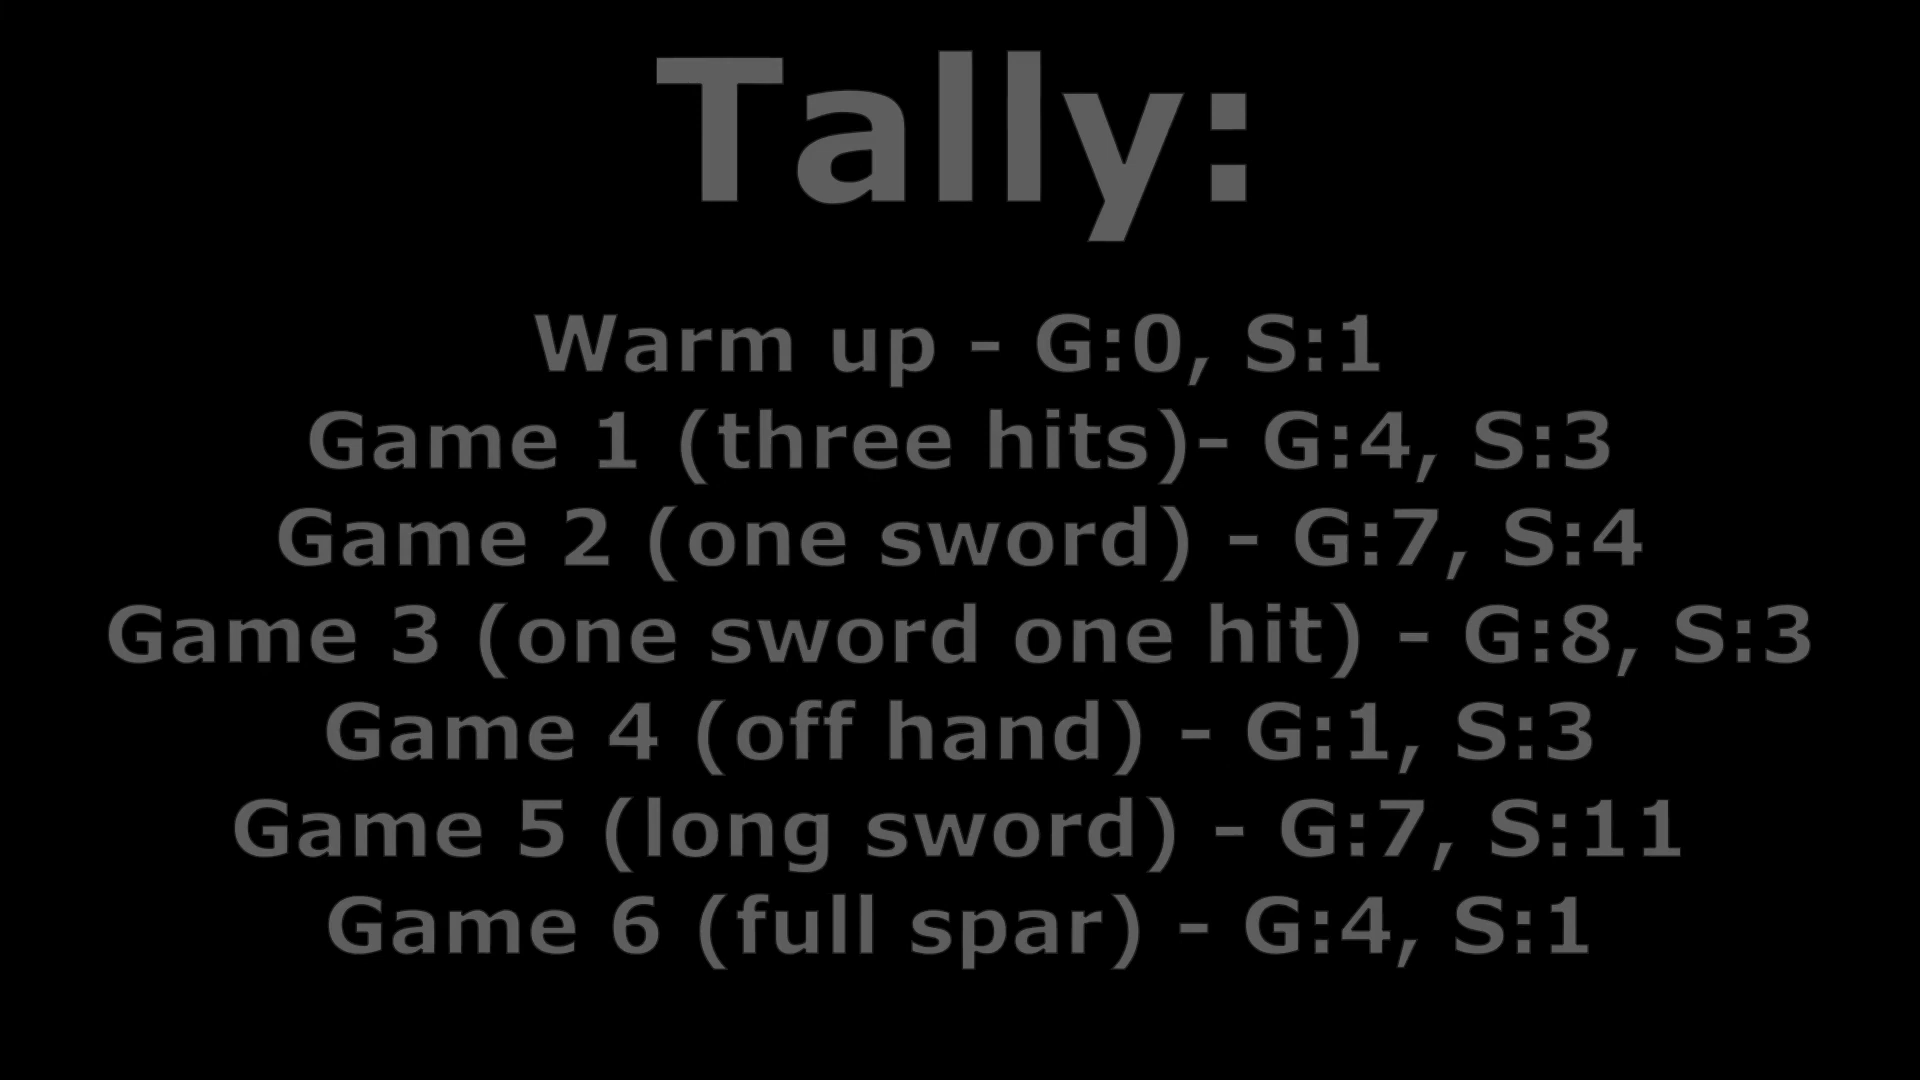 Tally:
Warm up - G:0, S:1
Game 1 (three hits)- G:4, S:3
Game 2 (one sword) - G:7, S:4
Game 3 (one sword one hit) - G:8, S:3
Game 4 (off hand) - G:1, S:3
Game 5 (long sword) - G:7, S:11
Game 6 (full spar) - G:4, S:1